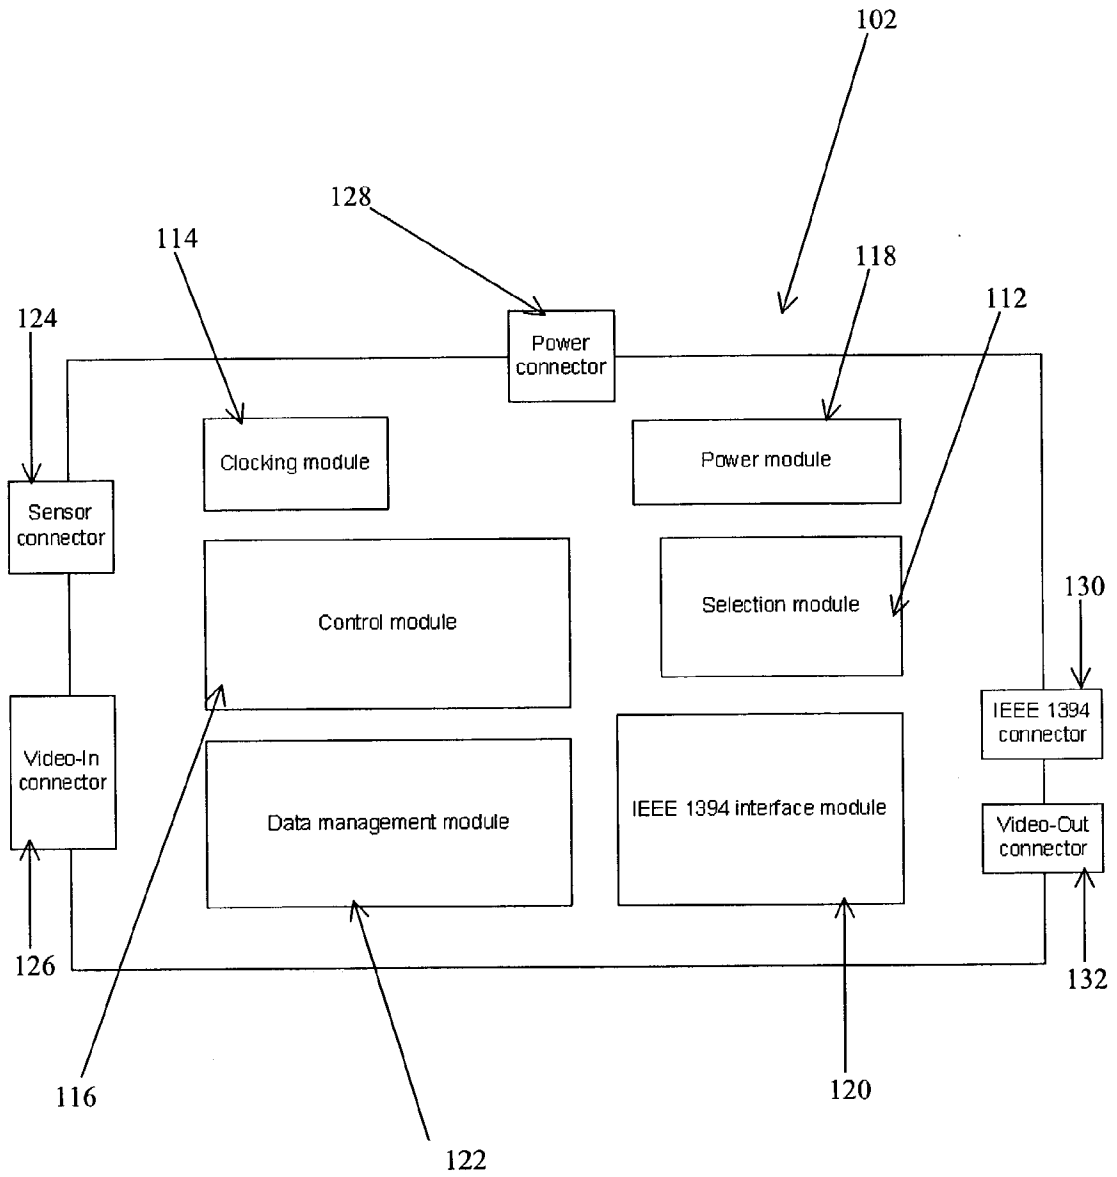 102
128
114
118
112
124
Power
connector
Clocking module
Power module
Sensor
connector
130
Selection module
Control module
IEEE 1394
connector
Video-In
connector
Data management module
IEEE 1394 interface module
Video-Out
connector
126
132
116
120
122